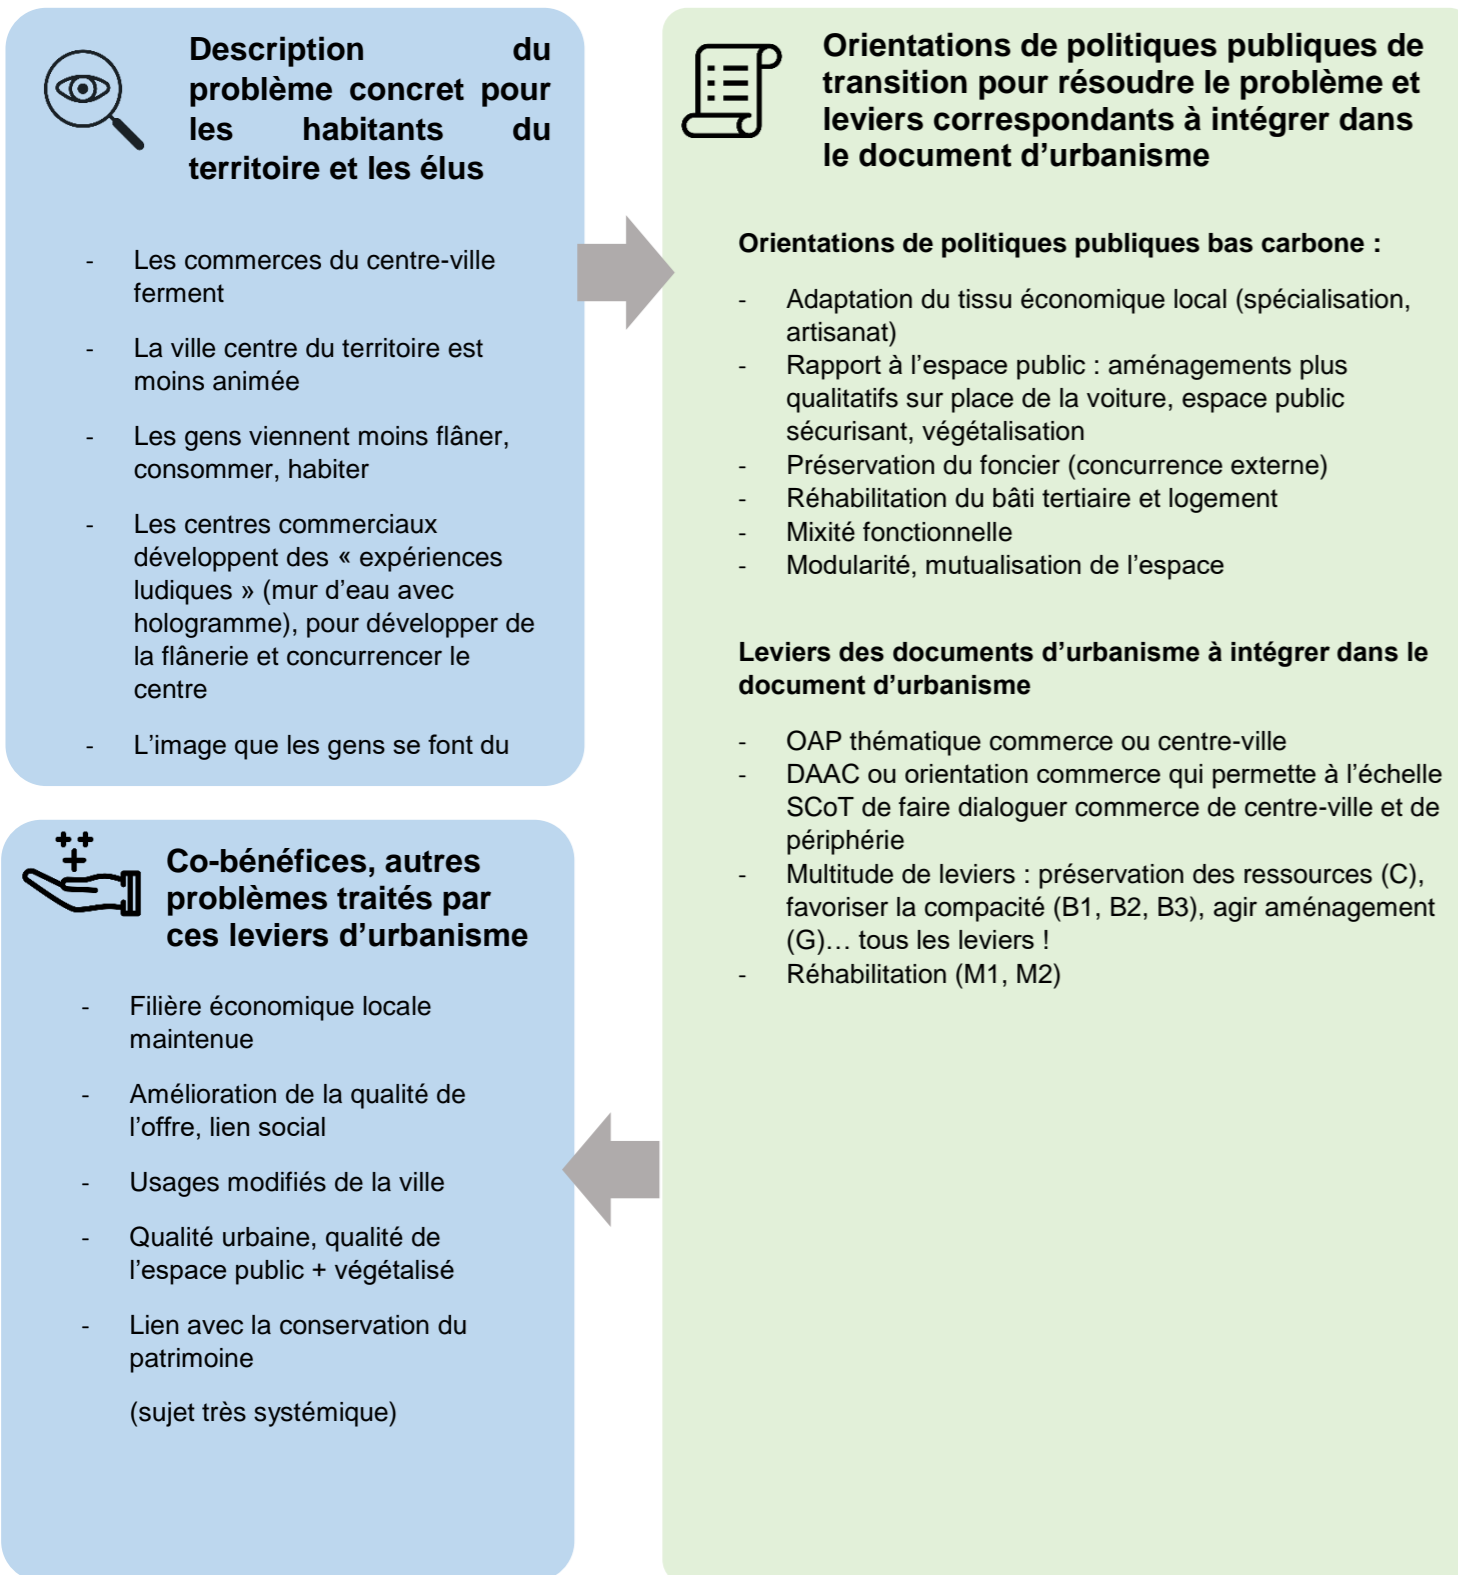 Description du
problème concret pour
les habitants du
territoire et les élus
- Les commerces du centre-ville
ferment
- La ville centre du territoire est
moins animée
- Les gens viennent moins flâner,
consommer, habiter
- Les centres commerciaux
développent des « expériences
ludiques » (mur d'eau avec
hologramme), pour développer de
la flânerie et concurrencer le
centre
- L'image que les gens se font du
Orientations de politiques publiques de
transition pour résoudre le problème et
leviers correspondants à intégrer dans
le document d'urbanisme
Orientations de politiques publiques bas carbone :
- Adaptation du tissu économique local (spécialisation,
artisanat)
- Rapport à l'espace public : aménagements plus
qualitatifs sur place de la voiture, espace public
sécurisant, végétalisation
- Préservation du foncier (concurrence externe)
- Réhabilitation du bâti tertiaire et logement
- Mixité fonctionnelle
- Modularité, mutualisation de l'espace
Leviers des documents d'urbanisme à intégrer dans le
document d'urbanisme
- OAP thématique commerce ou centre-ville
- DAAC ou orientation commerce qui permette à l'échelle
SCoT de faire dialoguer commerce de centre-ville et de
périphérie
- Multitude de leviers : préservation des ressources (C),
favoriser la compacité (B1, B2, B3), agir aménagement
(G)… tous les leviers !
- Réhabilitation (M1, M2)
Co-bénéfices, autres
problèmes traités par
ces leviers d'urbanisme
- Filière économique locale
maintenue
- Amélioration de la qualité de
l'offre, lien social
- Usages modifiés de la ville
- Qualité urbaine, qualité de
l'espace public + végétalisé
- Lien avec la conservation du
patrimoine
(sujet très systémique)